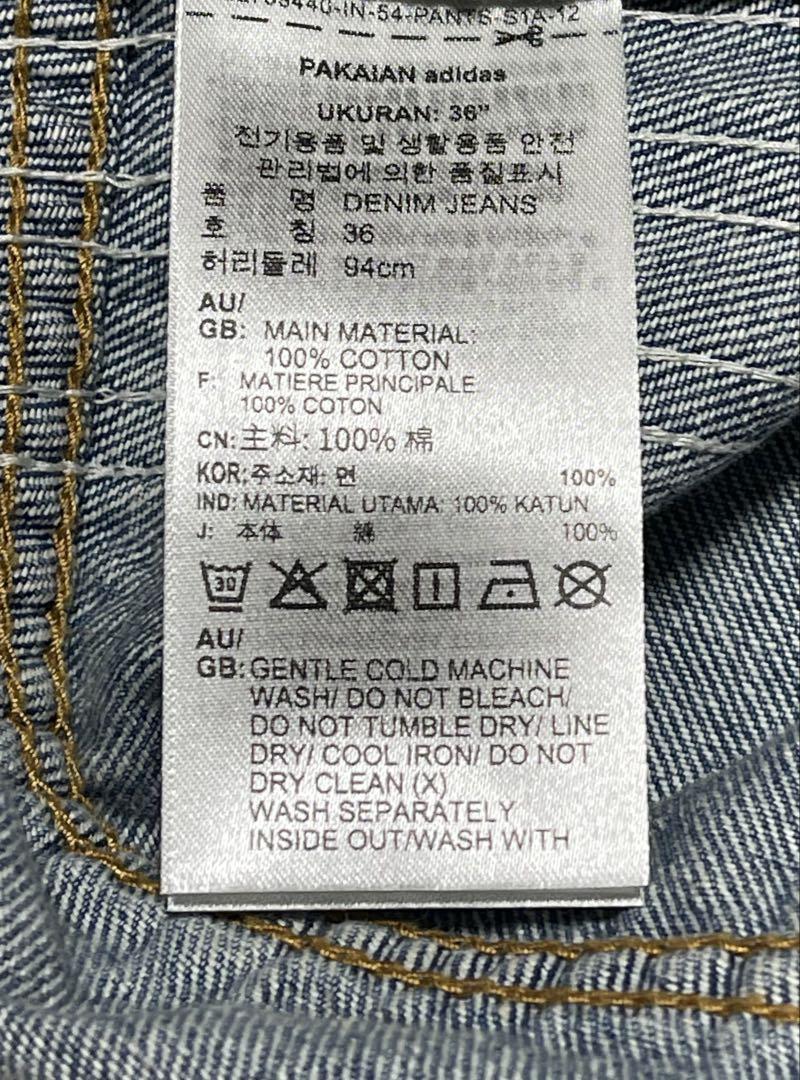 -IN-54-PANTS-S1A-12
PAKAIAN adidas
UKURAN: 36"
전기용품 및 생활용품 안전
관리법에 의한 품질표시
품 명 DENIM JEANS
호 칭 36
허리둘레 94cm
AU/
GB: MAIN MATERIAL:
100% COTTON
F: MATIERE PRINCIPALE
100% COTON
CN: 主料: 100% 棉
KOR: 주소재: 면 100%
IND: MATERIAL UTAMA: 100% KATUN
J: 本体 綿 100%
30
AU/
GB: GENTLE COLD MACHINE
WASH/ DO NOT BLEACH/
DO NOT TUMBLE DRY/ LINE
DRY/ COOL IRON/ DO NOT
DRY CLEAN (X)
WASH SEPARATELY
INSIDE OUT/WASH WITH